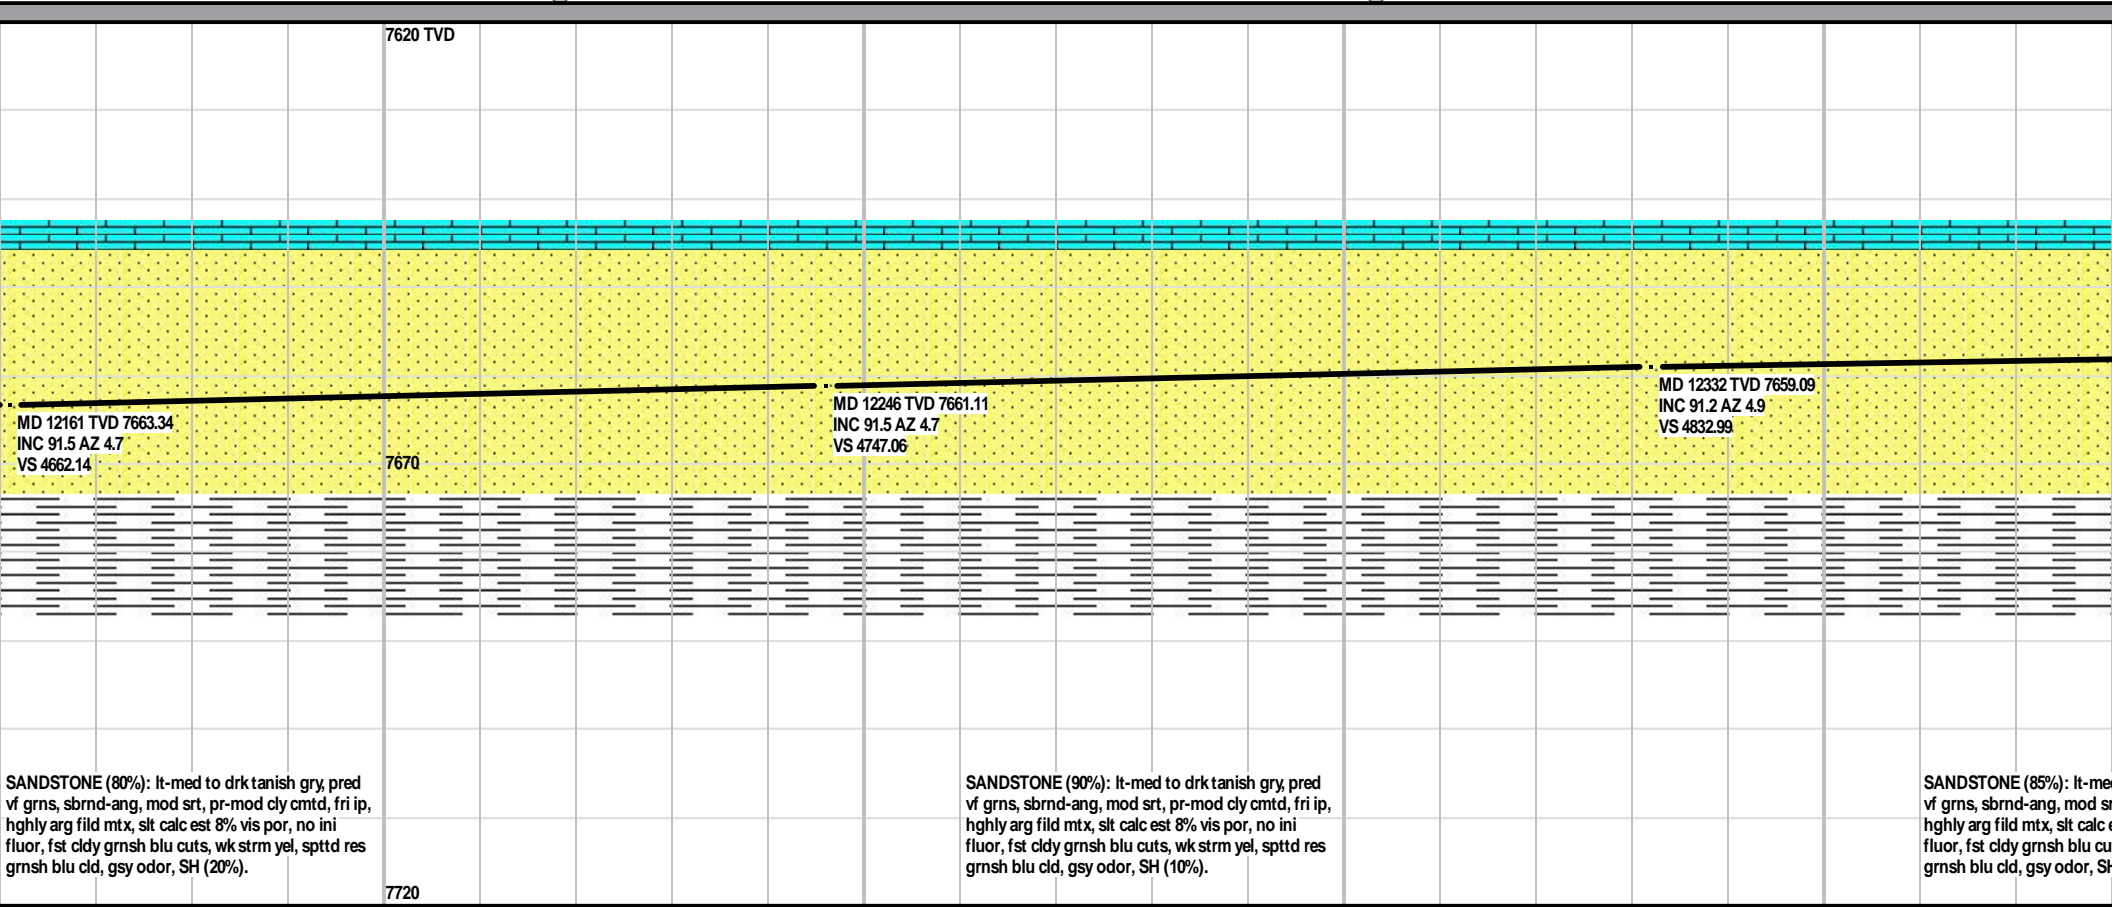 7620 TVD
MD 12161 TVD 7663.34
INC 91.5 AZ 4.7
VS 4662.14
7670
MD 12246 TVD 7661.11
INC 91.5 AZ 4.7
VS 4747.06
MD 12332 TVD 7659.09
INC 91.2 AZ 4.9
VS 4832.99
SANDSTONE (80%): lt-med to drk tanish gry, pred
vf grns, sbrnd-ang, mod srt, pr-mod cly cmtd, fri ip,
hghly arg fild mtx, slt calc est 8% vis por, no ini
fluor, fst cldy grnsh blu cuts, wk strm yel, spttd res
grnsh blu cld, gsy odor, SH (20%).
SANDSTONE (90%): lt-med to drk tanish gry, pred
vf grns, sbrnd-ang, mod srt, pr-mod cly cmtd, fri ip,
hghly arg fild mtx, slt calc est 8% vis por, no ini
fluor, fst cldy grnsh blu cuts, wk strm yel, spttd res
grnsh blu cld, gsy odor, SH (10%).
SANDSTONE (85%): lt-med
vf grns, sbrnd-ang, mod
hghly arg fild mtx, slt calc
fluor, fst cldy grnsh blu
grnsh blu cld, gsy odor, SH
7720